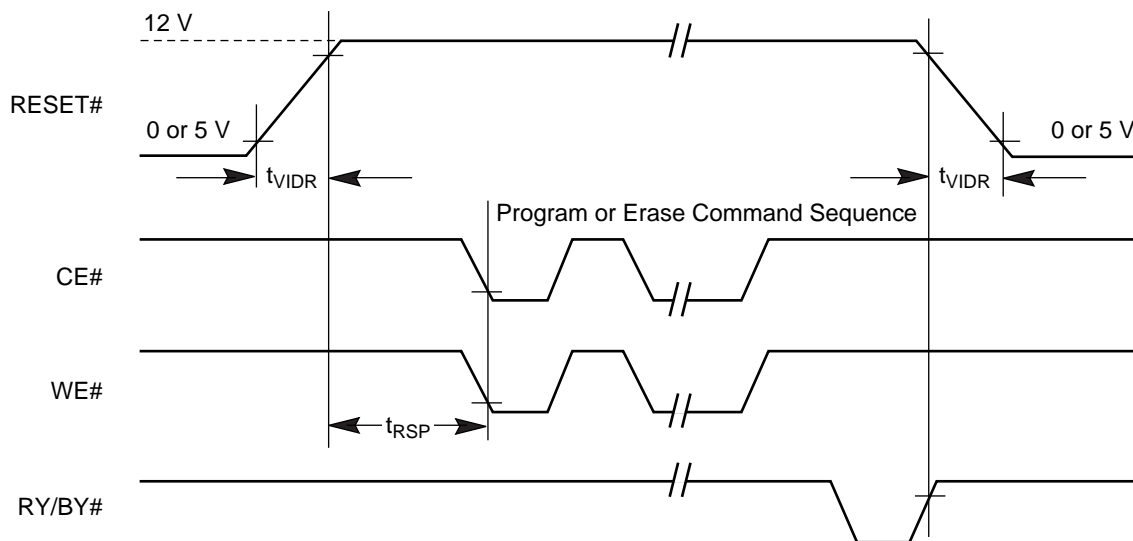 12 V
RESET#
0 or 5 V
0 or 5 V
tVIDR
tVIDR
Program or Erase Command Sequence
CE#
WE#
tRSP
RY/BY#